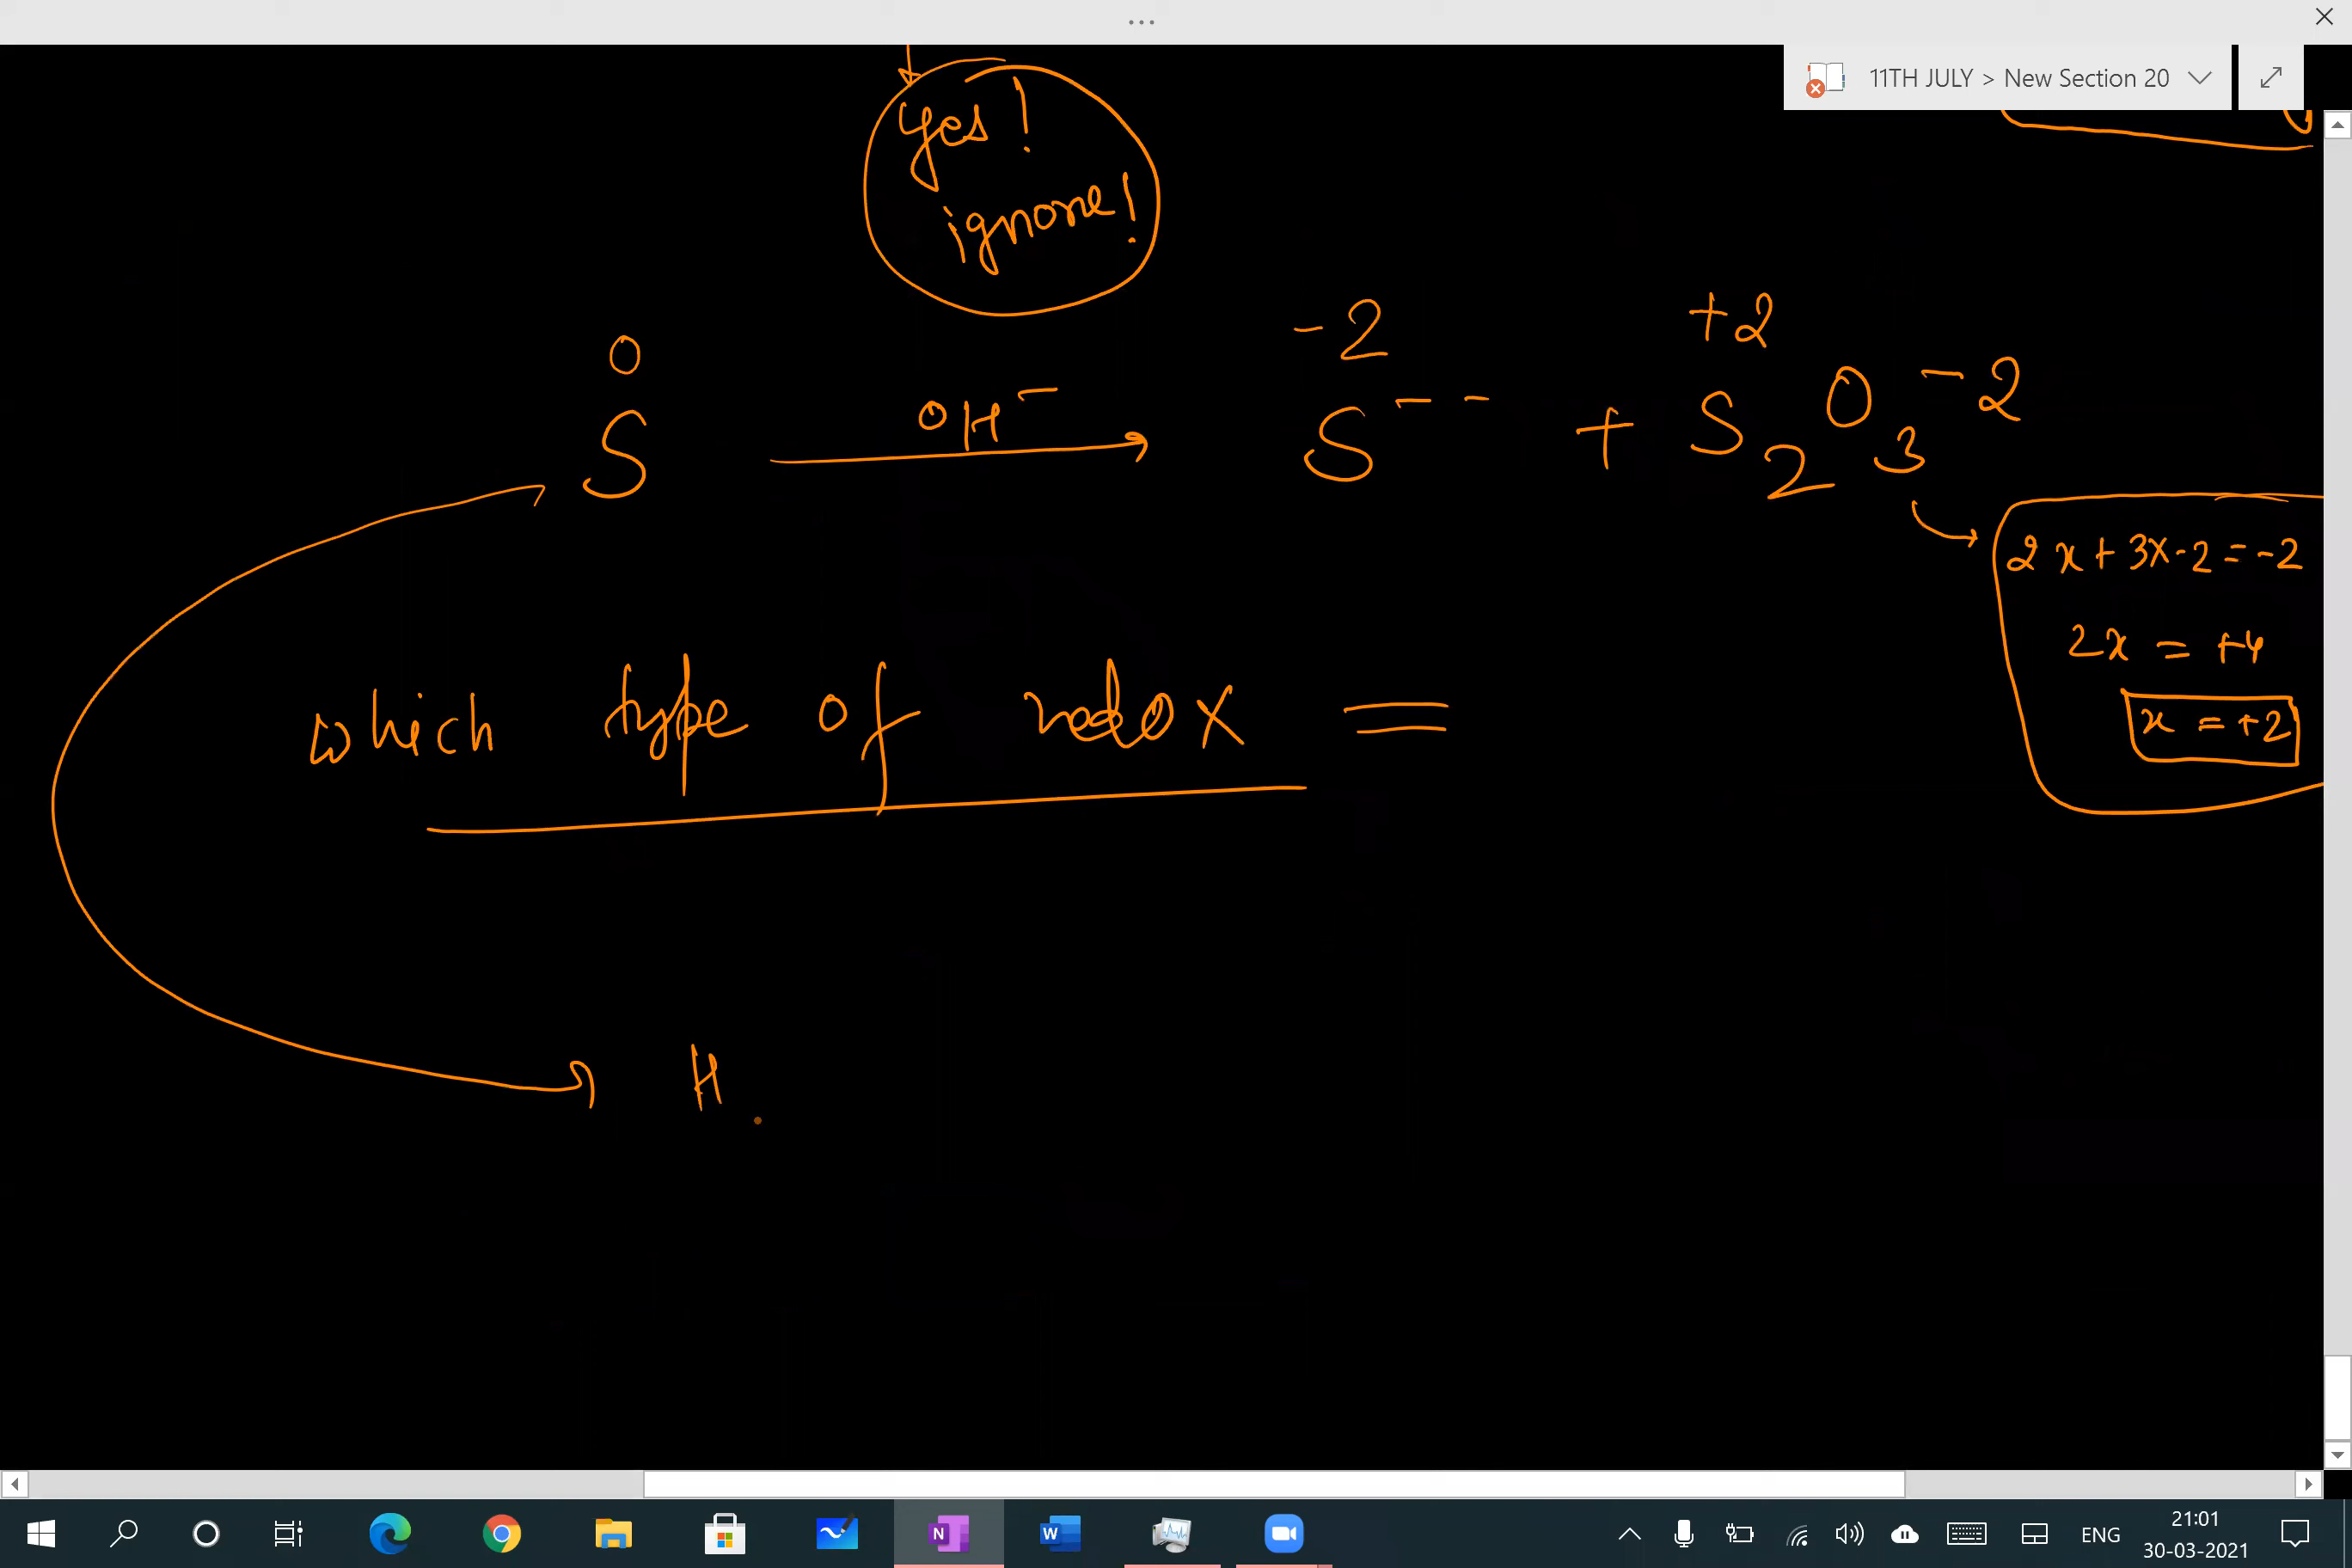 ...
11TH JULY > New Section 20
yes!
ignore!
0 -2 +2
S OH⁻ → S⁻ ⁻ + S₂O₃⁻²
2x + 3x-2 = -2
2x = +4
x = +2
which type of redox =
H
ENG
21:01
30-03-2021